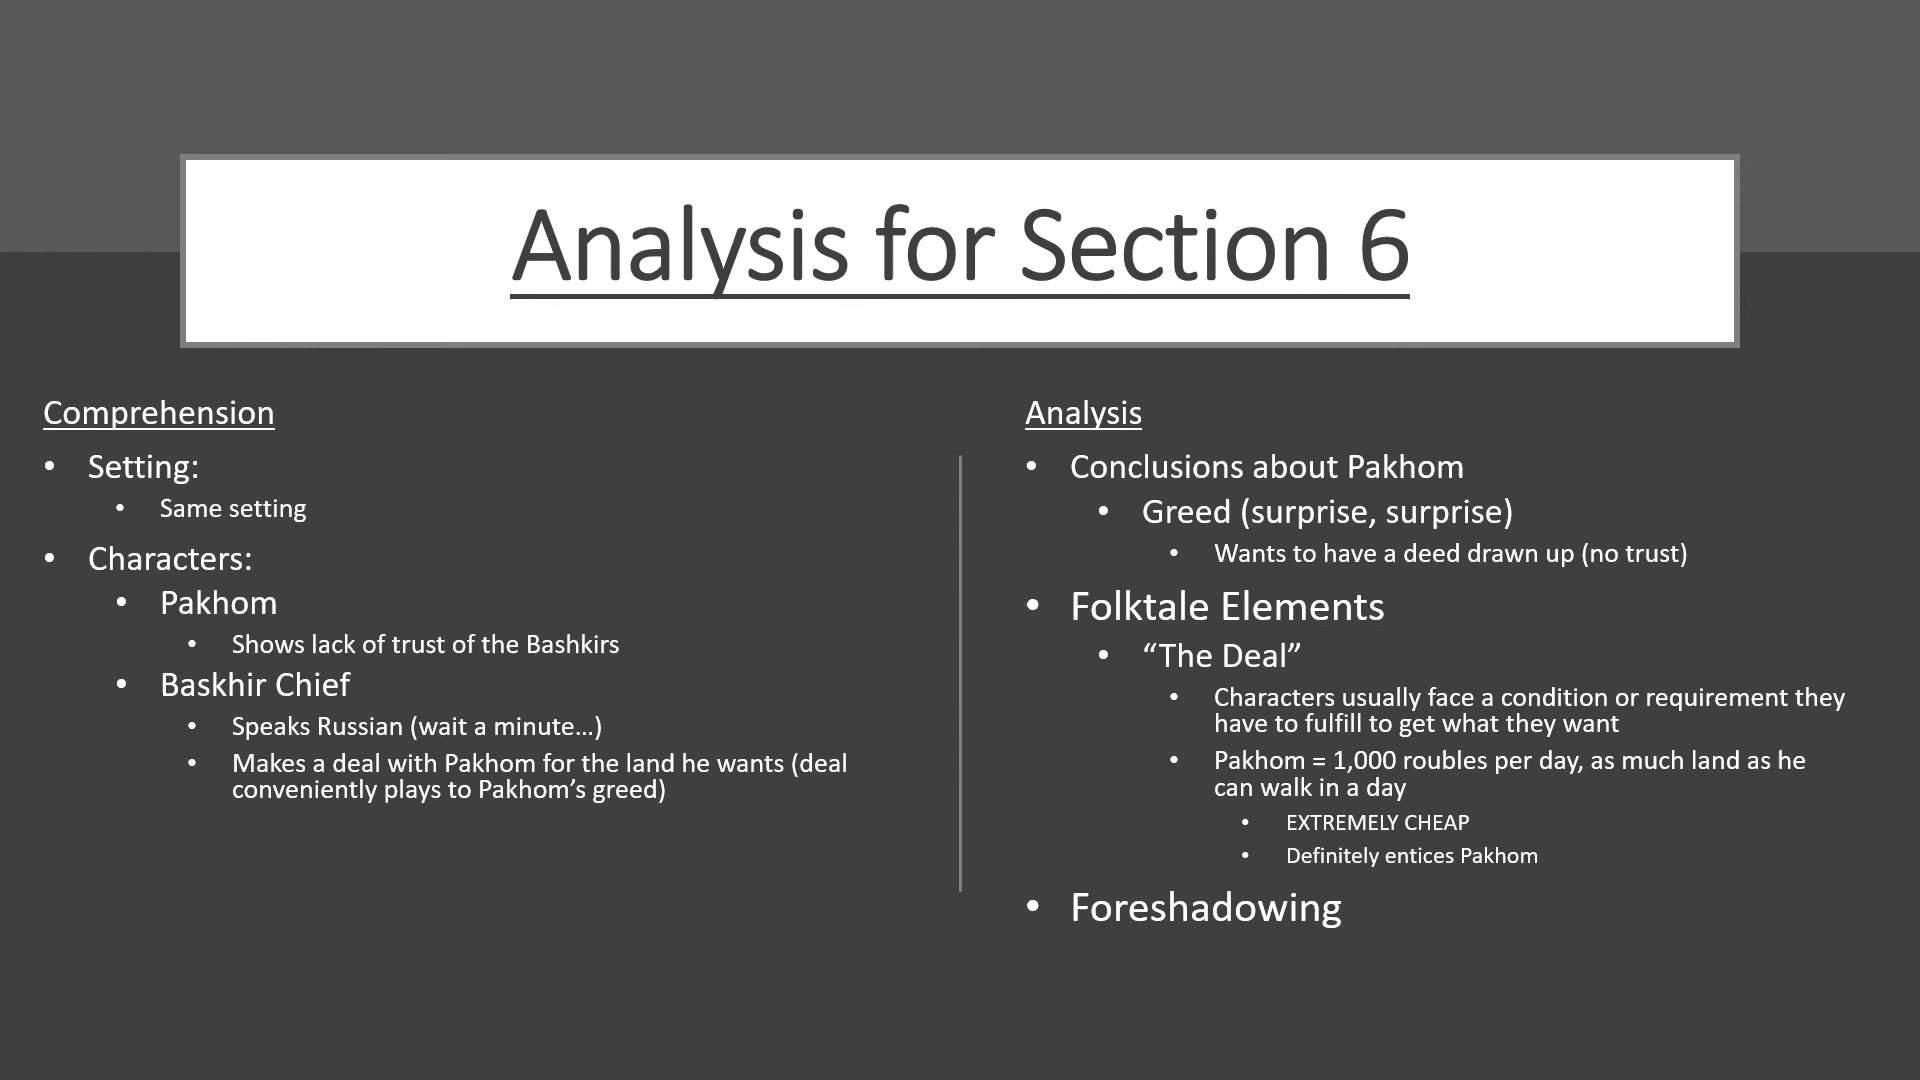 Analysis for Section 6
Comprehension
• Setting:
• Same setting
• Characters:
• Pakhom
• Shows lack of trust of the Bashkirs
• Baskhir Chief
• Speaks Russian (wait a minute…)
• Makes a deal with Pakhom for the land he wants (deal
conveniently plays to Pakhom’s greed)
Analysis
• Conclusions about Pakhom
• Greed (surprise, surprise)
• Wants to have a deed drawn up (no trust)
• Folktale Elements
• “The Deal”
• Characters usually face a condition or requirement they
have to fulfill to get what they want
• Pakhom = 1,000 roubles per day, as much land as he
can walk in a day
• EXTREMELY CHEAP
• Definitely entices Pakhom
• Foreshadowing